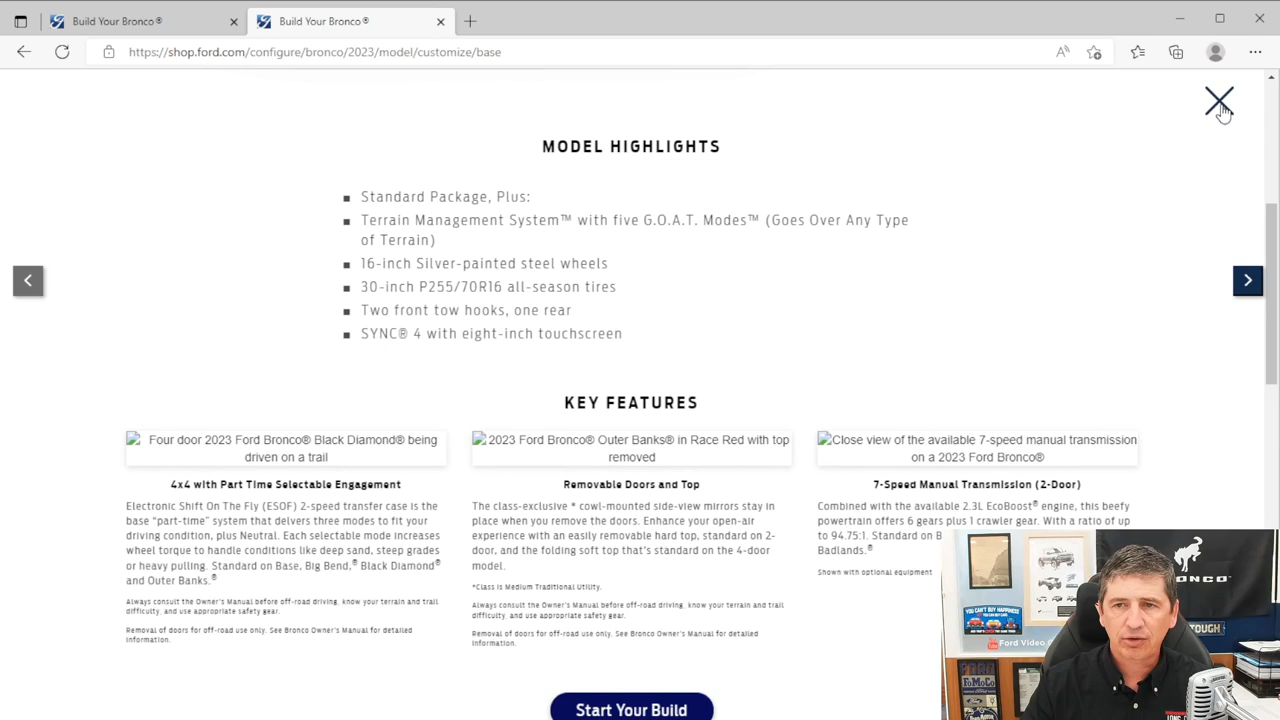 Build Your Bronco®
Build Your Bronco®
https://shop.ford.com/configure/bronco/2023/model/customize/base
MODEL HIGHLIGHTS
Standard Package, Plus:
Terrain Management System™ with five G.O.A.T. Modes™ (Goes Over Any Type
of Terrain)
16-inch Silver-painted steel wheels
30-inch P255/70R16 all-season tires
Two front tow hooks, one rear
SYNC® 4 with eight-inch touchscreen
KEY FEATURES
Four door 2023 Ford Bronco® Black Diamond® being
driven on a trail
4x4 with Part Time Selectable Engagement
Electronic Shift On The Fly (ESOF) 2-speed transfer case is the
base “part-time” system that delivers three modes to fit your
driving condition, plus Neutral. Each selectable mode increases
wheel torque to handle conditions like deep sand, steep grades
or heavy pulling. Standard on Base, Big Bend,® Black Diamond®
and Outer Banks.®
Always consult the Owner's Manual before off-road driving, know your terrain and trail
difficulty, and use appropriate safety gear.
Removal of doors for off-road use only. See Bronco Owner's Manual for detailed
information.
2023 Ford Bronco® Outer Banks® in Race Red with top
removed
Removable Doors and Top
The class-exclusive * cowl-mounted side-view mirrors stay in
place when you remove the doors. Enhance your open-air
experience with an easily removable hard top, standard on 2-
door, and the folding soft top that's standard on the 4-door
model.
*Class is Medium Traditional Utility.
Always consult the Owner's Manual before off-road driving, know your terrain and trail
difficulty, and use appropriate safety gear.
Removal of doors for off-road use only. See Bronco Owner's Manual for detailed
information.
Close view of the available 7-speed manual transmission
on a 2023 Ford Bronco®
7-Speed Manual Transmission (2-Door)
Combined with the available 2.3L EcoBoost® engine, this beefy
powertrain offers 6 gears plus 1 crawler gear. With a ratio of up
to 94.75:1. Standard on B
Badlands.®
Shown with optional equipment
Start Your Build
RONCO
YOU CAN'T BUY HAPPINESS
Ford Video
TOUGH
FoMoCo
LONG